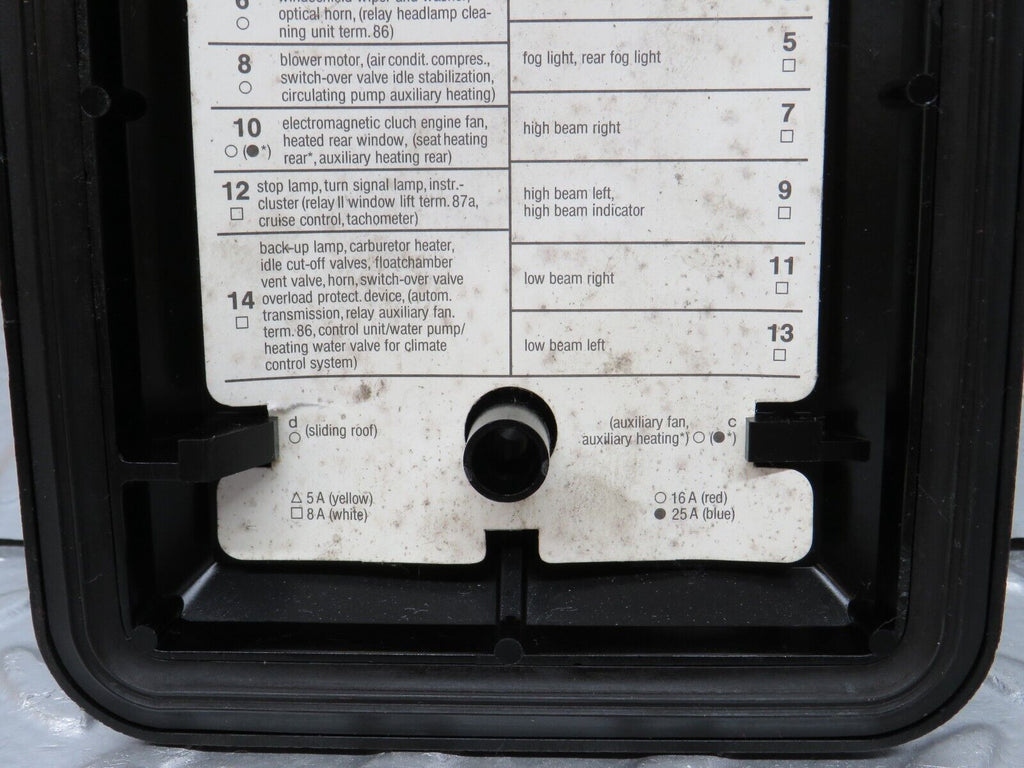 6
○
windshield wiper and washer,
optical horn, (relay headlamp clea-
ning unit term. 86)
8
○
blower motor, (air condit. compres.,
switch-over valve idle stabilization,
circulating pump auxiliary heating)
10
○ (●*)
electromagnetic cluch engine fan,
heated rear window, (seat heating
rear*, auxiliary heating rear)
12
□
stop lamp, turn signal lamp, instr.-
cluster (relay II window lift term. 87a,
cruise control, tachometer)
14
□
back-up lamp, carburetor heater,
idle cut-off valves, floatchamber
vent valve, horn, switch-over valve
overload protect. device, (autom.
transmission, relay auxiliary fan.
term. 86, control unit/water pump/
heating water valve for climate
control system)
fog light, rear fog light
5
□
high beam right
7
□
high beam left,
high beam indicator
9
□
low beam right
11
□
low beam left
13
□
d
○ (sliding roof)
(auxiliary fan, c
auxiliary heating*) ○ (●*)
△ 5 A (yellow)
□ 8 A (white)
○ 16 A (red)
● 25 A (blue)